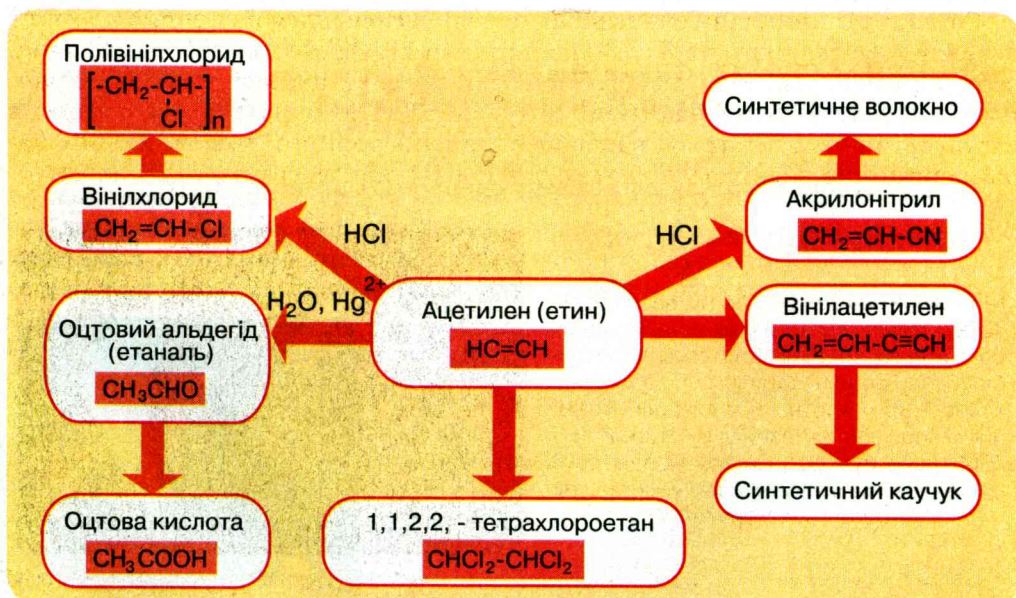 Полівінілхлорид
[-CH₂-CH-]n
Cl
Вінілхлорид
CH₂=CH-Cl
HCl
H₂O, Hg²⁺
Оцтовий альдегід
(етаналь)
CH₃CHO
Оцтова кислота
CH₃COOH
Ацетилен (етин)
HC=CH
1,1,2,2, - тетрахлороетан
CHCl₂-CHCl₂
Синтетичне волокно
HCl
Акрилонітрил
CH₂=CH-CN
Вінілацетилен
CH₂=CH-C≡CH
Синтетичний каучук